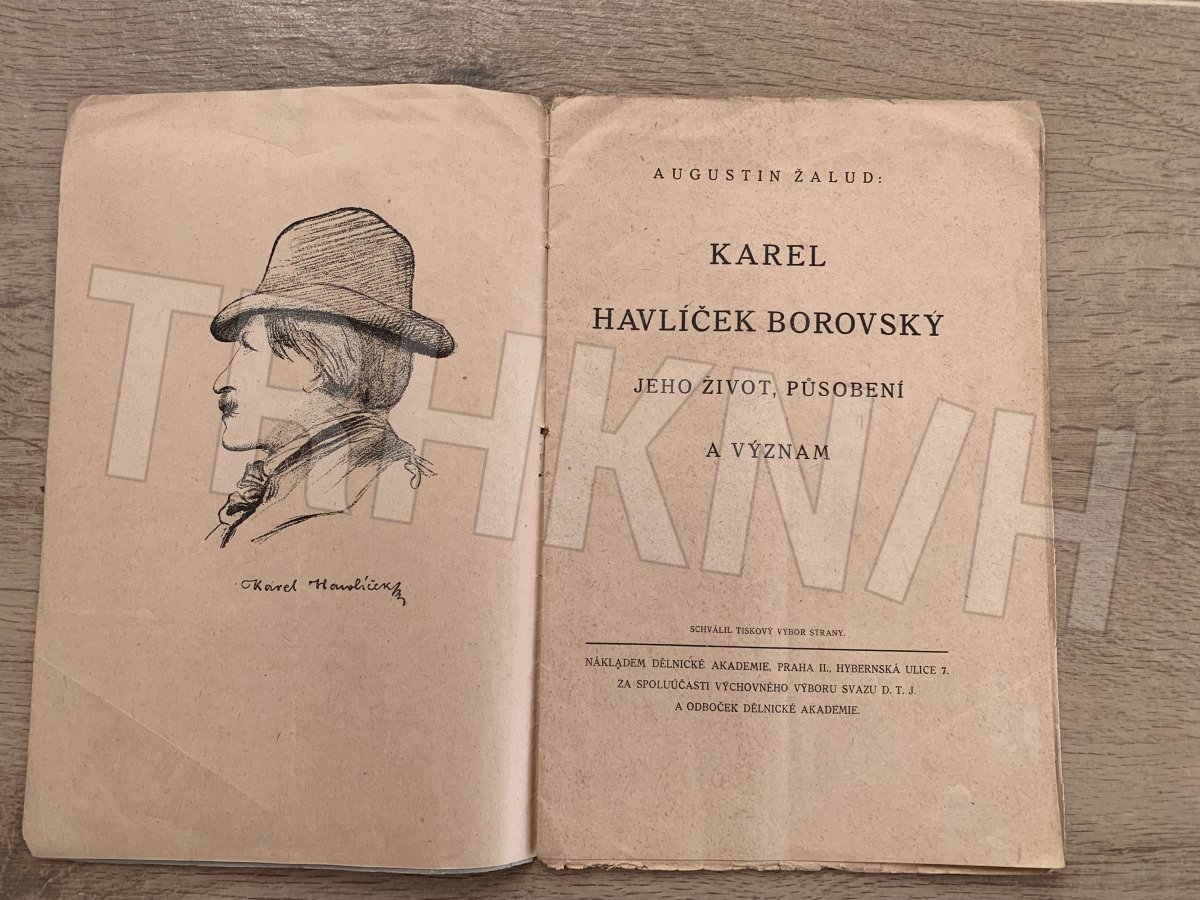 Karel Havlíček
AUGUSTIN ŽALUD:
KAREL
HAVLÍČEK BOROVSKÝ
JEHO ŽIVOT, PŮSOBENÍ
A VÝZNAM
SCHVÁLIL TISKOVÝ VÝBOR STRANY.
NÁKLADEM DĚLNICKÉ AKADEMIE, PRAHA II., HYBERNSKÁ ULICE 7.
ZA SPOLUÚČASTI VÝCHOVNÉHO VÝBORU SVAZU D. T. J.
A ODBOČEK DĚLNICKÉ AKADEMIE.